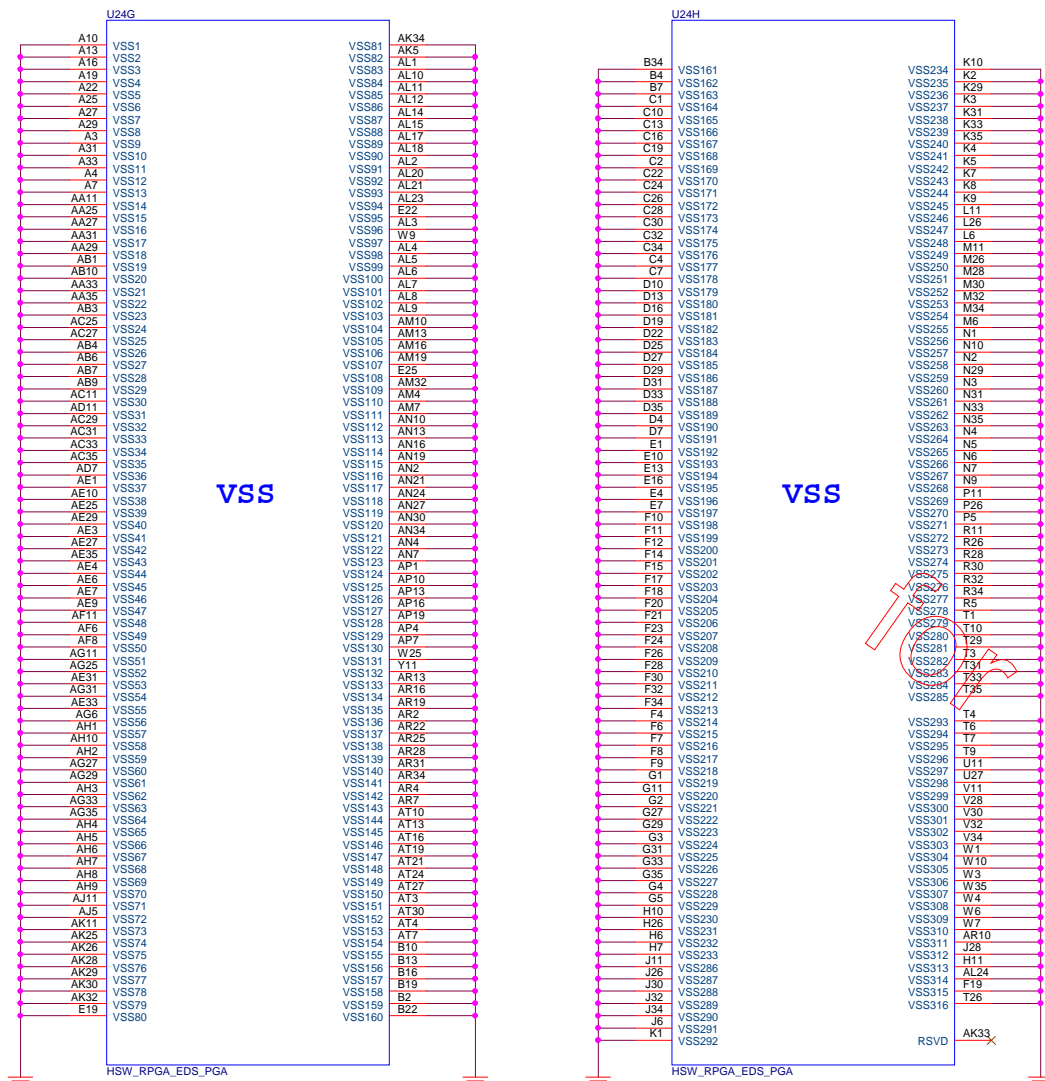 U24G
A10 VSS1 VSS81 AK34
A13 VSS2 VSS82 AK5
A16 VSS3 VSS83 AL1
A19 VSS4 VSS84 AL10
A22 VSS5 VSS85 AL11
A25 VSS6 VSS86 AL12
A27 VSS7 VSS87 AL14
A29 VSS8 VSS88 AL15
A3 VSS9 VSS89 AL17
A31 VSS10 VSS90 AL18
A33 VSS11 VSS91 AL2
A4 VSS12 VSS92 AL20
A7 VSS13 VSS93 AL21
AA11 VSS14 VSS94 AL23
AA25 VSS15 VSS95 E22
AA27 VSS16 VSS96 AL3
AA31 VSS17 VSS97 W9
AA29 VSS18 VSS98 AL4
AB1 VSS19 VSS99 AL5
AB10 VSS20 VSS100 AL6
AA33 VSS21 VSS101 AL7
AA35 VSS22 VSS102 AL8
AB3 VSS23 VSS103 AL9
AC25 VSS24 VSS104 AM10
AC27 VSS25 VSS105 AM13
AB4 VSS26 VSS106 AM16
AB6 VSS27 VSS107 AM19
AB7 VSS28 VSS108 E25
AB9 VSS29 VSS109 AM32
AC11 VSS30 VSS110 AM4
AD11 VSS31 VSS111 AM7
AC29 VSS32 VSS112 AN10
AC31 VSS33 VSS113 AN13
AC33 VSS34 VSS114 AN16
AC35 VSS35 VSS115 AN19
AD7 VSS36 VSS116 AN2
AE1 VSS37 VSS117 AN21
AE10 VSS38 VSS118 AN24
AE25 VSS39 VSS119 AN27
AE29 VSS40 VSS120 AN30
AE3 VSS41 VSS121 AN34
AE27 VSS42 VSS122 AN4
AE35 VSS43 VSS123 AN7
AE4 VSS44 VSS124 AP1
AE6 VSS45 VSS125 AP10
AE7 VSS46 VSS126 AP13
AE9 VSS47 VSS127 AP16
AF11 VSS48 VSS128 AP19
AF6 VSS49 VSS129 AP4
AF8 VSS50 VSS130 AP7
AG11 VSS51 VSS131 W25
AG25 VSS52 VSS132 Y11
AE31 VSS53 VSS133 AR13
AG31 VSS54 VSS134 AR16
AE33 VSS55 VSS135 AR19
AG6 VSS56 VSS136 AR2
AH1 VSS57 VSS137 AR22
AH10 VSS58 VSS138 AR25
AH2 VSS59 VSS139 AR28
AG27 VSS60 VSS140 AR31
AG29 VSS61 VSS141 AR34
AH3 VSS62 VSS142 AR4
AG33 VSS63 VSS143 AR7
AG35 VSS64 VSS144 AT10
AH4 VSS65 VSS145 AT13
AH5 VSS66 VSS146 AT16
AH6 VSS67 VSS147 AT19
AH7 VSS68 VSS148 AT21
AH8 VSS69 VSS149 AT24
AH9 VSS70 VSS150 AT27
AJ11 VSS71 VSS151 AT3
AJ5 VSS72 VSS152 AT30
AK11 VSS73 VSS153 AT4
AK25 VSS74 VSS154 AT7
AK26 VSS75 VSS155 B10
AK28 VSS76 VSS156 B13
AK29 VSS77 VSS157 B16
AK30 VSS78 VSS158 B19
AK32 VSS79 VSS159 B2
E19 VSS80 VSS160 B22
VSS
HSW_RPGA_EDS_PGA
U24H
B34 VSS161 VSS234 K10
B4 VSS162 VSS235 K2
B7 VSS163 VSS236 K29
C1 VSS164 VSS237 K3
C10 VSS165 VSS238 K31
C13 VSS166 VSS239 K33
C16 VSS167 VSS240 K35
C19 VSS168 VSS241 K4
C2 VSS169 VSS242 K5
C22 VSS170 VSS243 K7
C24 VSS171 VSS244 K8
C26 VSS172 VSS245 K9
C28 VSS173 VSS246 L11
C30 VSS174 VSS247 L26
C32 VSS175 VSS248 L6
C34 VSS176 VSS249 M11
C4 VSS177 VSS250 M26
C7 VSS178 VSS251 M28
D10 VSS179 VSS252 M30
D13 VSS180 VSS253 M32
D16 VSS181 VSS254 M34
D19 VSS182 VSS255 M6
D22 VSS183 VSS256 N1
D25 VSS184 VSS257 N10
D27 VSS185 VSS258 N2
D29 VSS186 VSS259 N29
D31 VSS187 VSS260 N3
D33 VSS188 VSS261 N31
D35 VSS189 VSS262 N33
D4 VSS190 VSS263 N35
D7 VSS191 VSS264 N4
E1 VSS192 VSS265 N5
E10 VSS193 VSS266 N6
E13 VSS194 VSS267 N7
E16 VSS195 VSS268 N9
E4 VSS196 VSS269 P11
E7 VSS197 VSS270 P26
F10 VSS198 VSS271 P5
F11 VSS199 VSS272 R11
F12 VSS200 VSS273 R26
F14 VSS201 VSS274 R28
F15 VSS202 VSS275 R30
F17 VSS203 VSS276 R32
F18 VSS204 VSS277 R34
F20 VSS205 VSS278 R5
F21 VSS206 VSS279 T1
F23 VSS207 VSS280 T10
F24 VSS208 VSS281 T29
F26 VSS209 VSS282 T3
F28 VSS210 VSS283 T31
F30 VSS211 VSS284 T33
F32 VSS212 VSS285 T35
F34 VSS213
F4 VSS214 VSS293 T4
F6 VSS215 VSS294 T6
F7 VSS216 VSS295 T7
F8 VSS217 VSS296 T9
F9 VSS218 VSS297 U11
G1 VSS219 VSS298 U27
G11 VSS220 VSS299 V11
G2 VSS221 VSS300 V28
G27 VSS222 VSS301 V30
G29 VSS223 VSS302 V32
G3 VSS224 VSS303 V34
G31 VSS225 VSS304 W1
G33 VSS226 VSS305 W10
G35 VSS227 VSS306 W3
G4 VSS228 VSS307 W35
G5 VSS229 VSS308 W4
H10 VSS230 VSS309 W6
H26 VSS231 VSS310 W7
H6 VSS232 VSS311 AR10
H7 VSS233 VSS312 J28
J11 VSS286 VSS313 H11
J26 VSS287 VSS314 AL24
J30 VSS288 VSS315 F19
J32 VSS289 VSS316 T26
J34 VSS290
J6 VSS291
K1 VSS292 RSVD AK33
VSS
for
HSW_RPGA_EDS_PGA